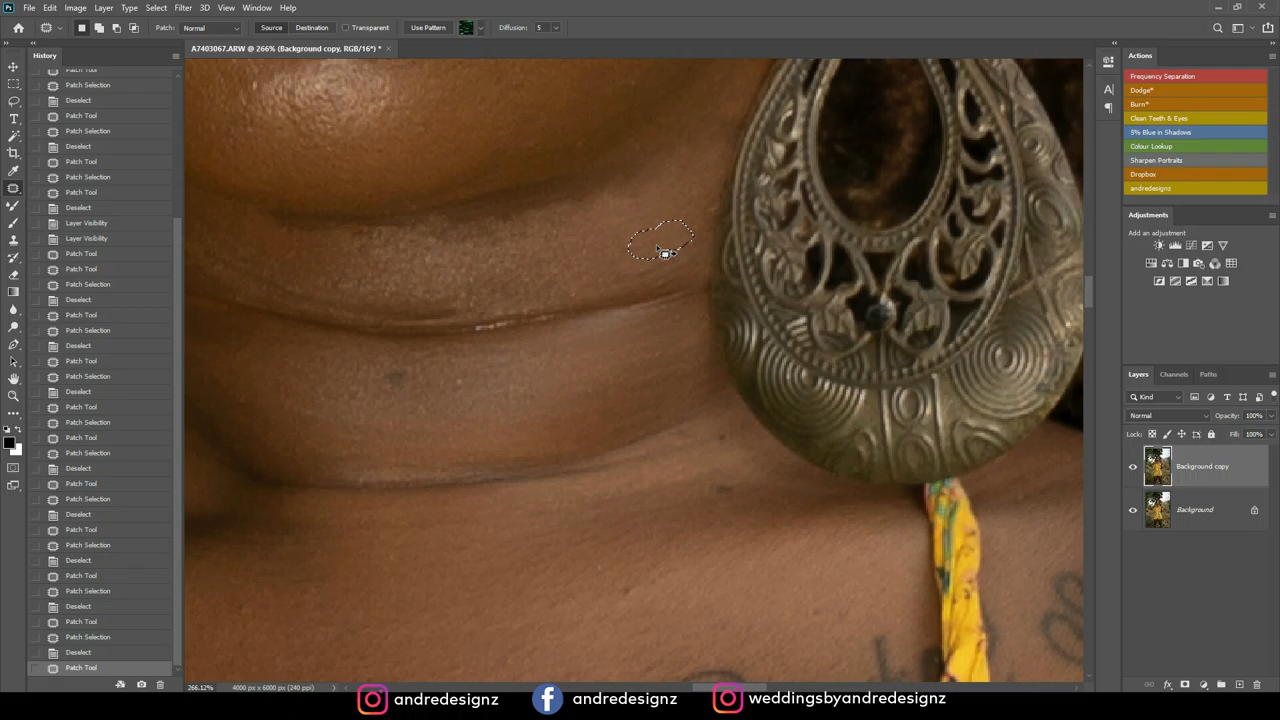 File Edit Image Layer Type Select Filter 3D View Window Help
Patch: Normal Source Destination Transparent Use Pattern Diffusion: 5
A7403067.ARW @ 266% (Background copy, RGB/16*) * ×
History
Patch Tool
Patch Selection
Deselect
Patch Tool
Patch Selection
Deselect
Patch Tool
Patch Selection
Patch Tool
Deselect
Layer Visibility
Layer Visibility
Patch Tool
Patch Tool
Patch Selection
Deselect
Patch Tool
Patch Selection
Deselect
Patch Tool
Patch Selection
Deselect
Patch Tool
Patch Selection
Patch Tool
Patch Selection
Deselect
Patch Tool
Patch Selection
Deselect
Patch Tool
Patch Selection
Deselect
Patch Tool
Patch Selection
Deselect
Patch Tool
Patch Selection
Deselect
Patch Tool
Actions
Frequency Separation
Dodge*
Burn*
Clean Teeth & Eyes
5% Blue in Shadows
Colour Lookup
Sharpen Portraits
Dropbox
andredesignz
Adjustments
Add an adjustment
Layers Channels Paths
Kind
Normal Opacity: 100%
Lock: Fill: 100%
Background copy
Background
266.12% 4000 px x 6000 px (240 ppi)
andredesignz andredesignz weddingsbyandredesignz